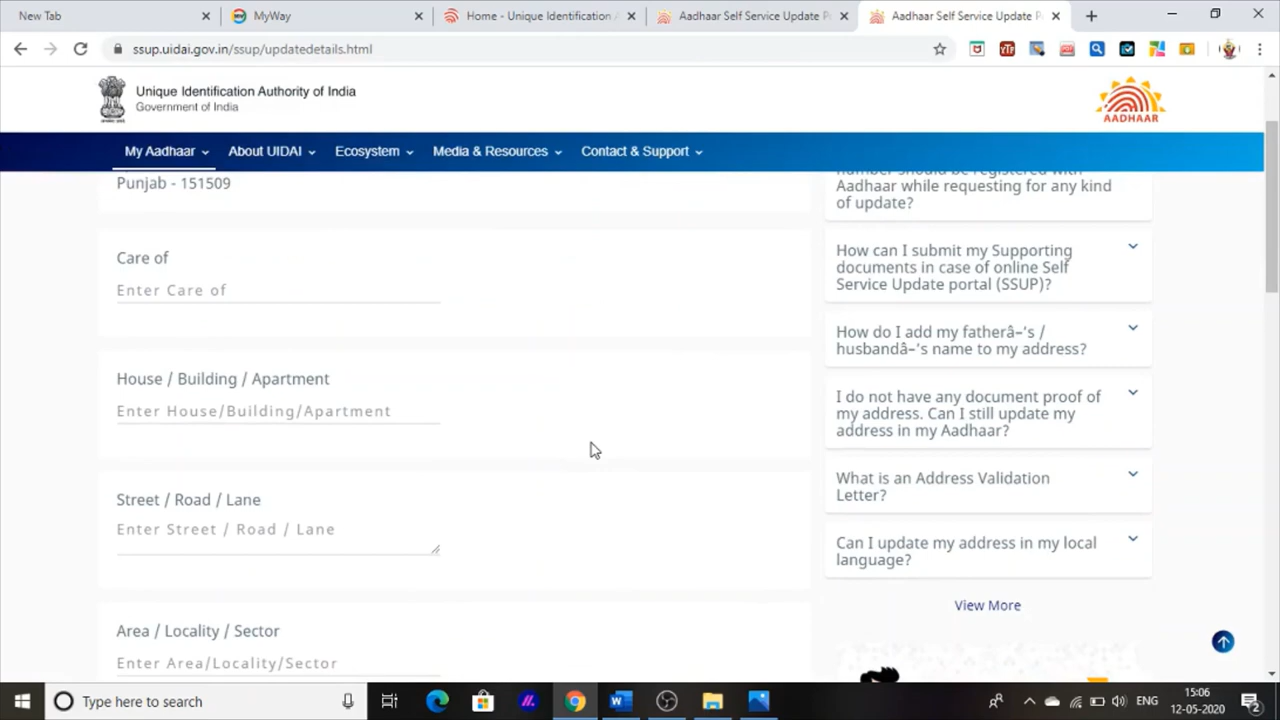 New Tab
MyWay
Home - Unique Identification A
Aadhaar Self Service Update Po
Aadhaar Self Service Update P
ssup.uidai.gov.in/ssup/updatedetails.html
Unique Identification Authority of India
Government of India
AADHAAR
My Aadhaar
About UIDAI
Ecosystem
Media & Resources
Contact & Support
Punjab - 151509
Care of
Enter Care of
House / Building / Apartment
Enter House/Building/Apartment
Street / Road / Lane
Enter Street / Road / Lane
Area / Locality / Sector
Enter Area/Locality/Sector
number should be registered with
Aadhaar while requesting for any kind
of update?
How can I submit my Supporting
documents in case of online Self
Service Update portal (SSUP)?
How do I add my fatherâ–'s /
husbandâ–'s name to my address?
I do not have any document proof of
my address. Can I still update my
address in my Aadhaar?
What is an Address Validation
Letter?
Can I update my address in my local
language?
View More
Type here to search
ENG
15:06
12-05-2020
2